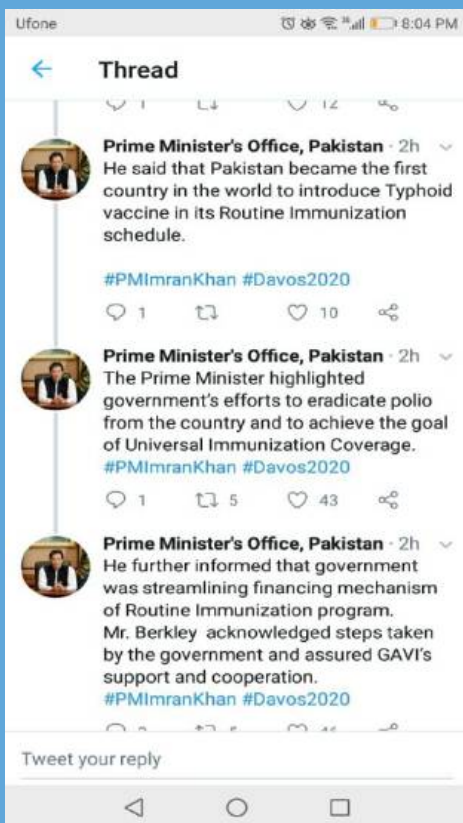 Ufone 8:04 PM
Thread
1 12
Prime Minister's Office, Pakistan · 2h
He said that Pakistan became the first
country in the world to introduce Typhoid
vaccine in its Routine Immunization
schedule.
#PMImranKhan #Davos2020
1 10
Prime Minister's Office, Pakistan · 2h
The Prime Minister highlighted
government's efforts to eradicate polio
from the country and to achieve the goal
of Universal Immunization Coverage.
#PMImranKhan #Davos2020
1 5 43
Prime Minister's Office, Pakistan · 2h
He further informed that government
was streamlining financing mechanism
of Routine Immunization program.
Mr. Berkley acknowledged steps taken
by the government and assured GAVI's
support and cooperation.
#PMImranKhan #Davos2020
Tweet your reply